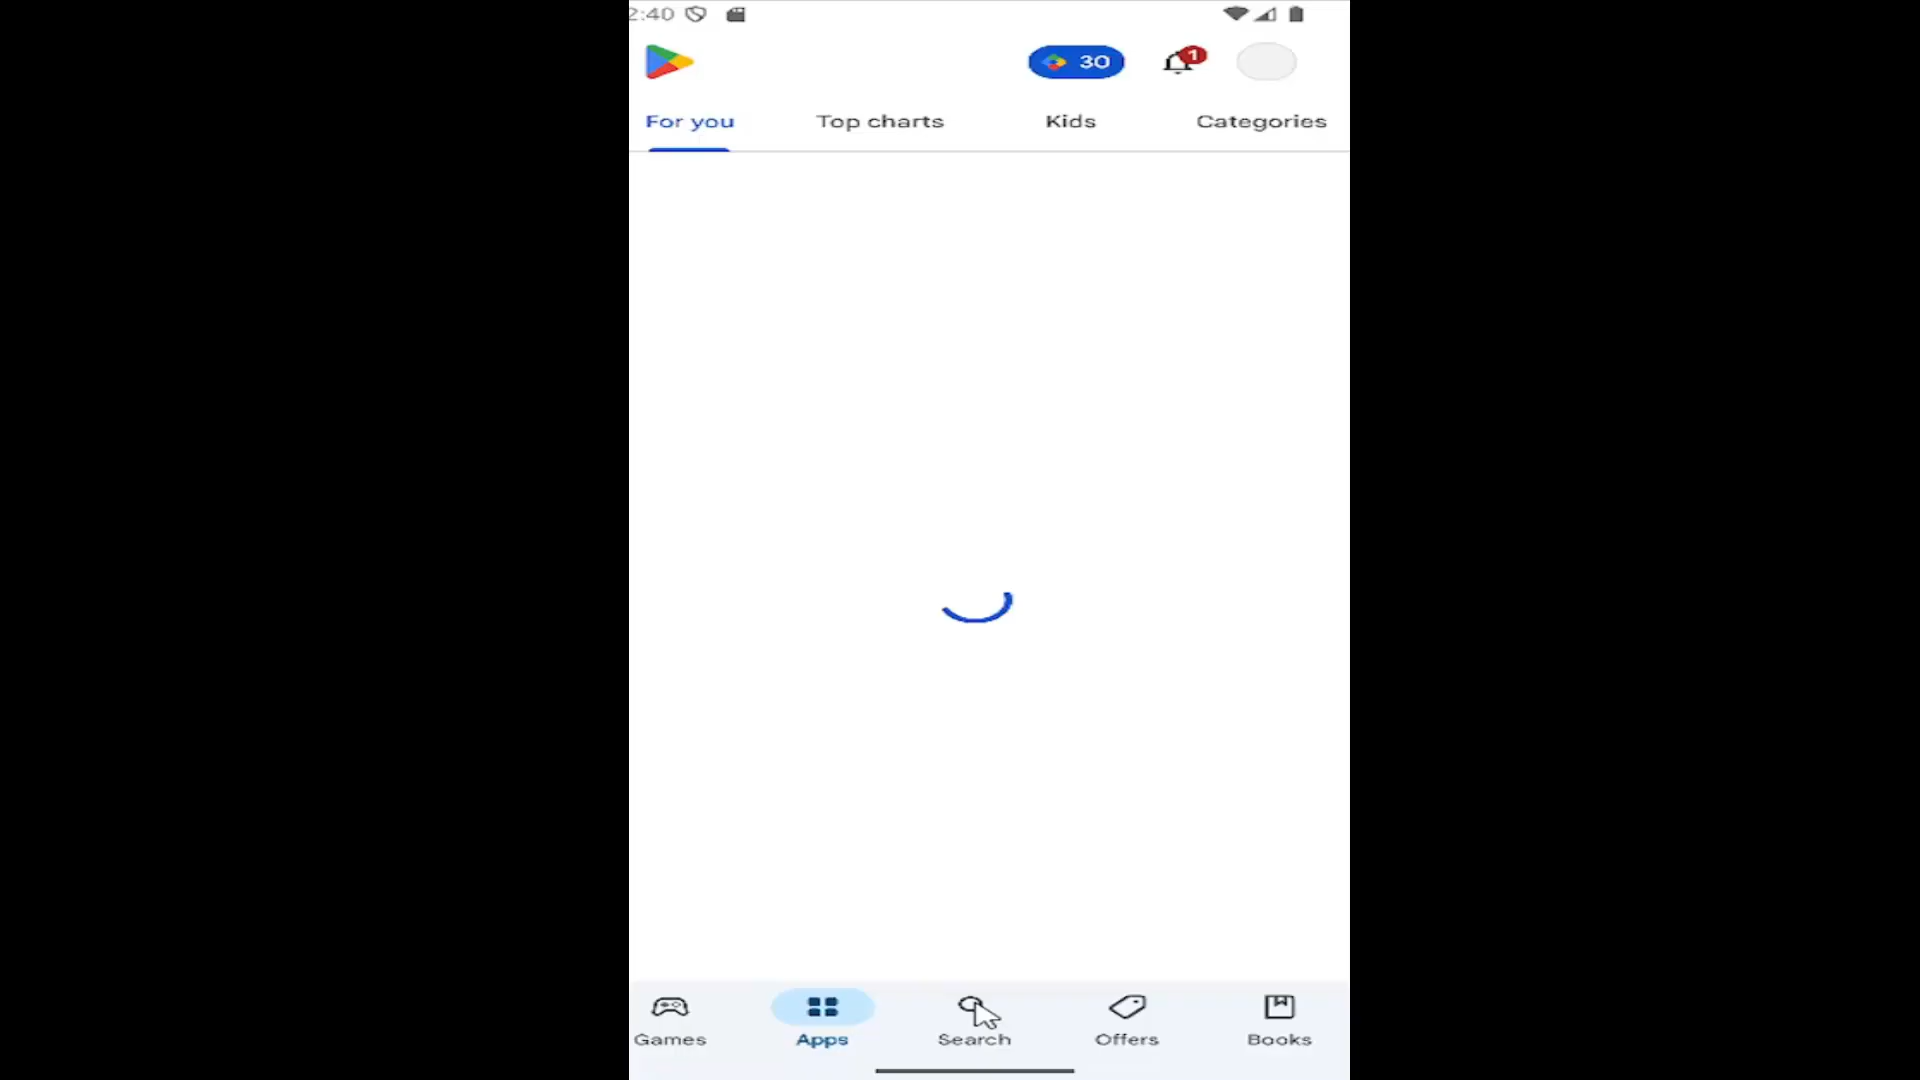 2:40
30
1
For you
Top charts
Kids
Categories
Games
Apps
Search
Offers
Books